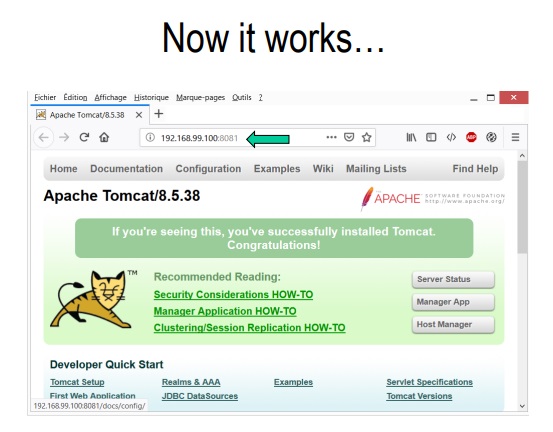 Now it works…
Fichier Édition Affichage Historique Marque-pages Outils ?
Apache Tomcat/8.5.38
192.168.99.100:8081
ABP
Home Documentation Configuration Examples Wiki Mailing Lists Find Help
Apache Tomcat/8.5.38
APACHE SOFTWARE FOUNDATION
http://www.apache.org/
If you're seeing this, you've successfully installed Tomcat.
Congratulations!
TM
Recommended Reading:
Security Considerations HOW-TO
Manager Application HOW-TO
Clustering/Session Replication HOW-TO
Server Status
Manager App
Host Manager
Developer Quick Start
Tomcat Setup Realms & AAA Examples Servlet Specifications
First Web Application JDBC DataSources Tomcat Versions
192.168.99.100:8081/docs/config/